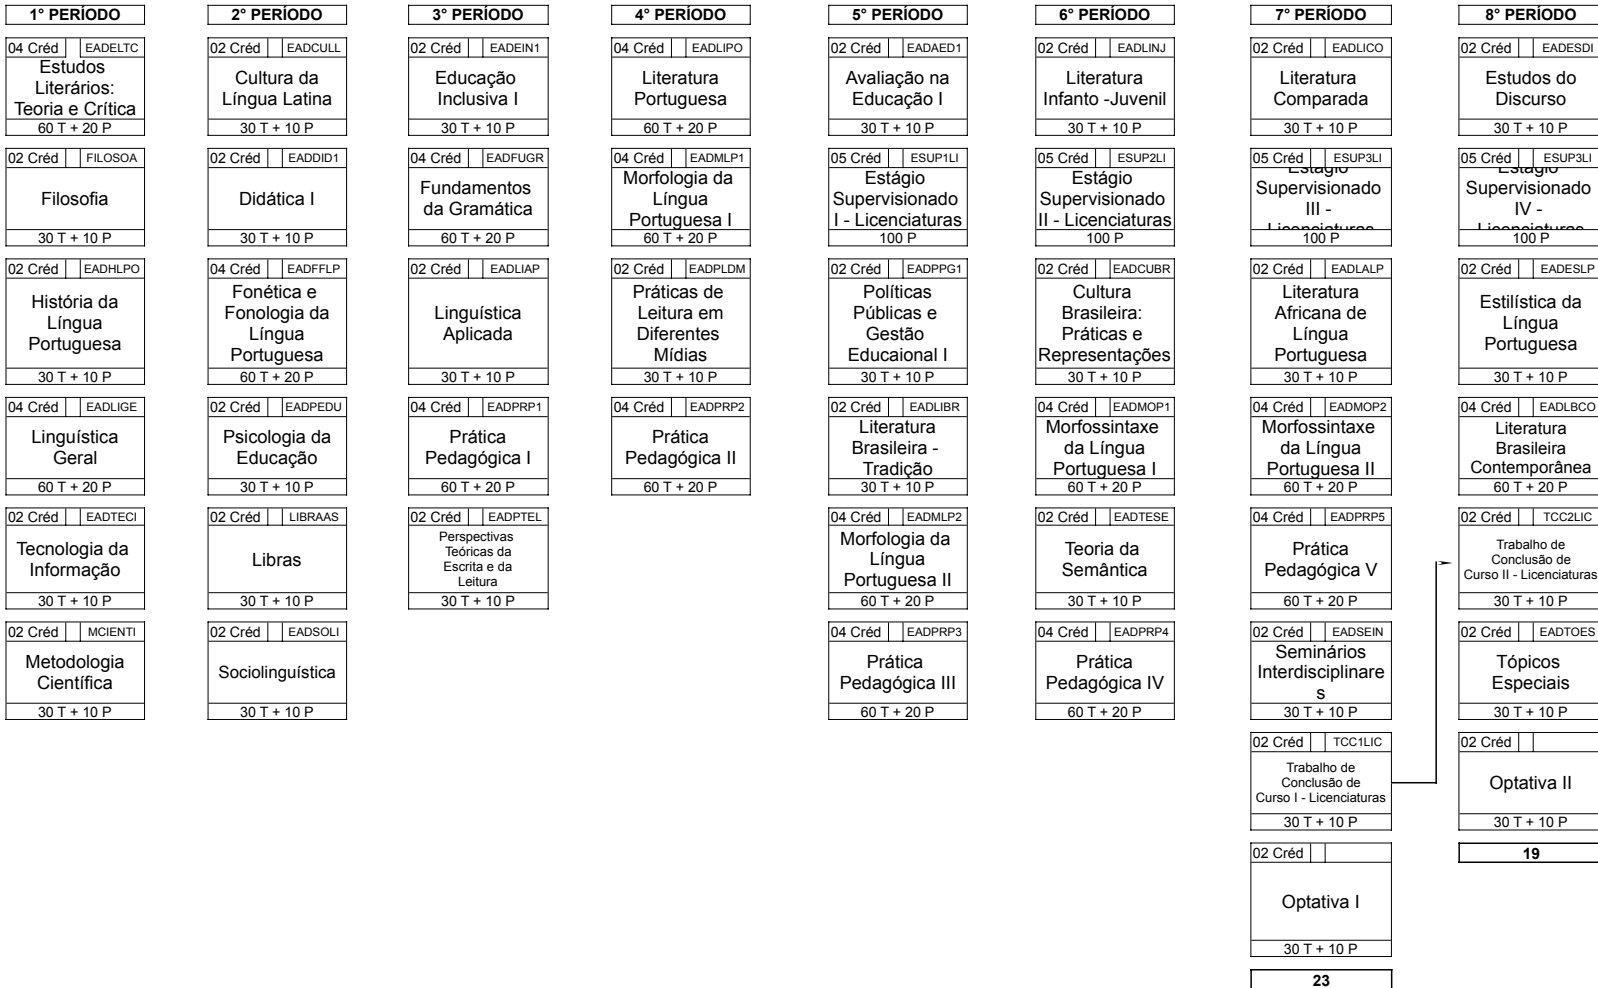 1° PERÍODO
04 Créd EADELTC
Estudos
Literários:
Teoria e Crítica
60 T + 20 P
02 Créd FILOSOA
Filosofia
30 T + 10 P
02 Créd EADHLPO
História da
Língua
Portuguesa
30 T + 10 P
04 Créd EADLIGE
Linguística
Geral
60 T + 20 P
02 Créd EADTECI
Tecnologia da
Informação
30 T + 10 P
02 Créd MCIENTI
Metodologia
Científica
30 T + 10 P
2° PERÍODO
02 Créd EADCULL
Cultura da
Língua Latina
30 T + 10 P
02 Créd EADDID1
Didática I
30 T + 10 P
04 Créd EADFFLP
Fonética e
Fonologia da
Língua
Portuguesa
60 T + 20 P
02 Créd EADPEDU
Psicologia da
Educação
30 T + 10 P
02 Créd LIBRAAS
Libras
30 T + 10 P
02 Créd EADSOLI
Sociolinguística
30 T + 10 P
3° PERÍODO
02 Créd EADEIN1
Educação
Inclusiva I
30 T + 10 P
04 Créd EADFUGR
Fundamentos
da Gramática
60 T + 20 P
02 Créd EADLIAP
Linguística
Aplicada
30 T + 10 P
04 Créd EADPRP1
Prática
Pedagógica I
60 T + 20 P
02 Créd EADPTEL
Perspectivas
Teóricas da
Escrita e da
Leitura
30 T + 10 P
4° PERÍODO
04 Créd EADLIPO
Literatura
Portuguesa
60 T + 20 P
04 Créd EADMLP1
Morfologia da
Língua
Portuguesa I
60 T + 20 P
02 Créd EADPLDM
Práticas de
Leitura em
Diferentes
Mídias
30 T + 10 P
04 Créd EADPRP2
Prática
Pedagógica II
60 T + 20 P
5° PERÍODO
02 Créd EADAED1
Avaliação na
Educação I
30 T + 10 P
05 Créd ESUP1LI
Estágio
Supervisionado
I - Licenciaturas
100 P
02 Créd EADPPG1
Políticas
Públicas e
Gestão
Educaional I
30 T + 10 P
02 Créd EADLIBR
Literatura
Brasileira -
Tradição
30 T + 10 P
04 Créd EADMLP2
Morfologia da
Língua
Portuguesa II
60 T + 20 P
04 Créd EADPRP3
Prática
Pedagógica III
60 T + 20 P
6° PERÍODO
02 Créd EADLINJ
Literatura
Infanto -Juvenil
30 T + 10 P
05 Créd ESUP2LI
Estágio
Supervisionado
II - Licenciaturas
100 P
02 Créd EADCUBR
Cultura
Brasileira:
Práticas e
Representações
30 T + 10 P
04 Créd EADMOP1
Morfossintaxe
da Língua
Portuguesa I
60 T + 20 P
02 Créd EADTESE
Teoria da
Semântica
30 T + 10 P
04 Créd EADPRP4
Prática
Pedagógica IV
60 T + 20 P
7° PERÍODO
02 Créd EADLICO
Literatura
Comparada
30 T + 10 P
05 Créd ESUP3LI
Estágio
Supervisionado
III -
Licenciaturas
100 P
02 Créd EADLALP
Literatura
Africana de
Língua
Portuguesa
30 T + 10 P
04 Créd EADMOP2
Morfossintaxe
da Língua
Portuguesa II
60 T + 20 P
04 Créd EADPRP5
Prática
Pedagógica V
60 T + 20 P
02 Créd EADSEIN
Seminários
Interdisciplinare
s
30 T + 10 P
02 Créd TCC1LIC
Trabalho de
Conclusão de
Curso I - Licenciaturas
30 T + 10 P
02 Créd
Optativa I
30 T + 10 P
23
8° PERÍODO
02 Créd EADESDI
Estudos do
Discurso
30 T + 10 P
05 Créd ESUP3LI
Estágio
Supervisionado
IV -
Licenciaturas
100 P
02 Créd EADESLP
Estilística da
Língua
Portuguesa
30 T + 10 P
04 Créd EADLBCO
Literatura
Brasileira
Contemporânea
60 T + 20 P
02 Créd TCC2LIC
Trabalho de
Conclusão de
Curso II - Licenciaturas
30 T + 10 P
02 Créd EADTOES
Tópicos
Especiais
30 T + 10 P
02 Créd
Optativa II
30 T + 10 P
19